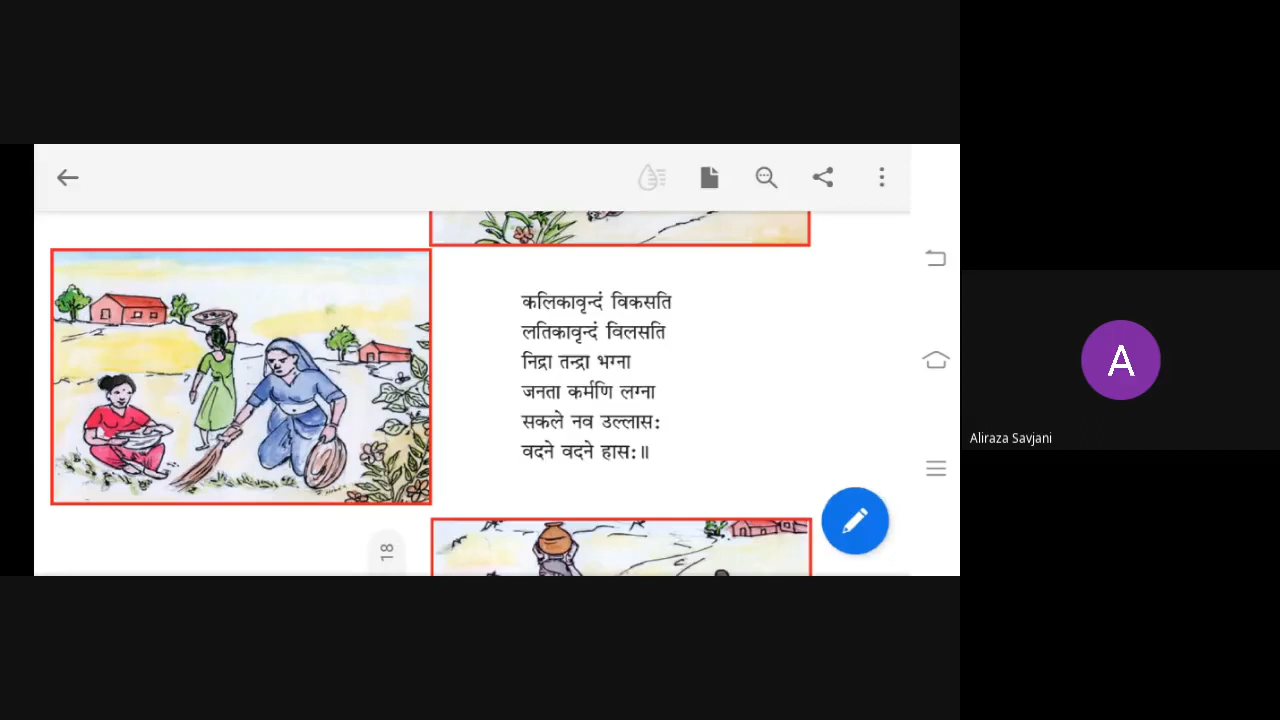 कलिकावृन्दं विकसति
लतिकावृन्दं विलसति
निद्रा तन्द्रा भग्ना
जनता कर्मणि लग्ना
सकले नव उल्लास:
वदने वदने हास:॥
18
A
Aliraza Savjani